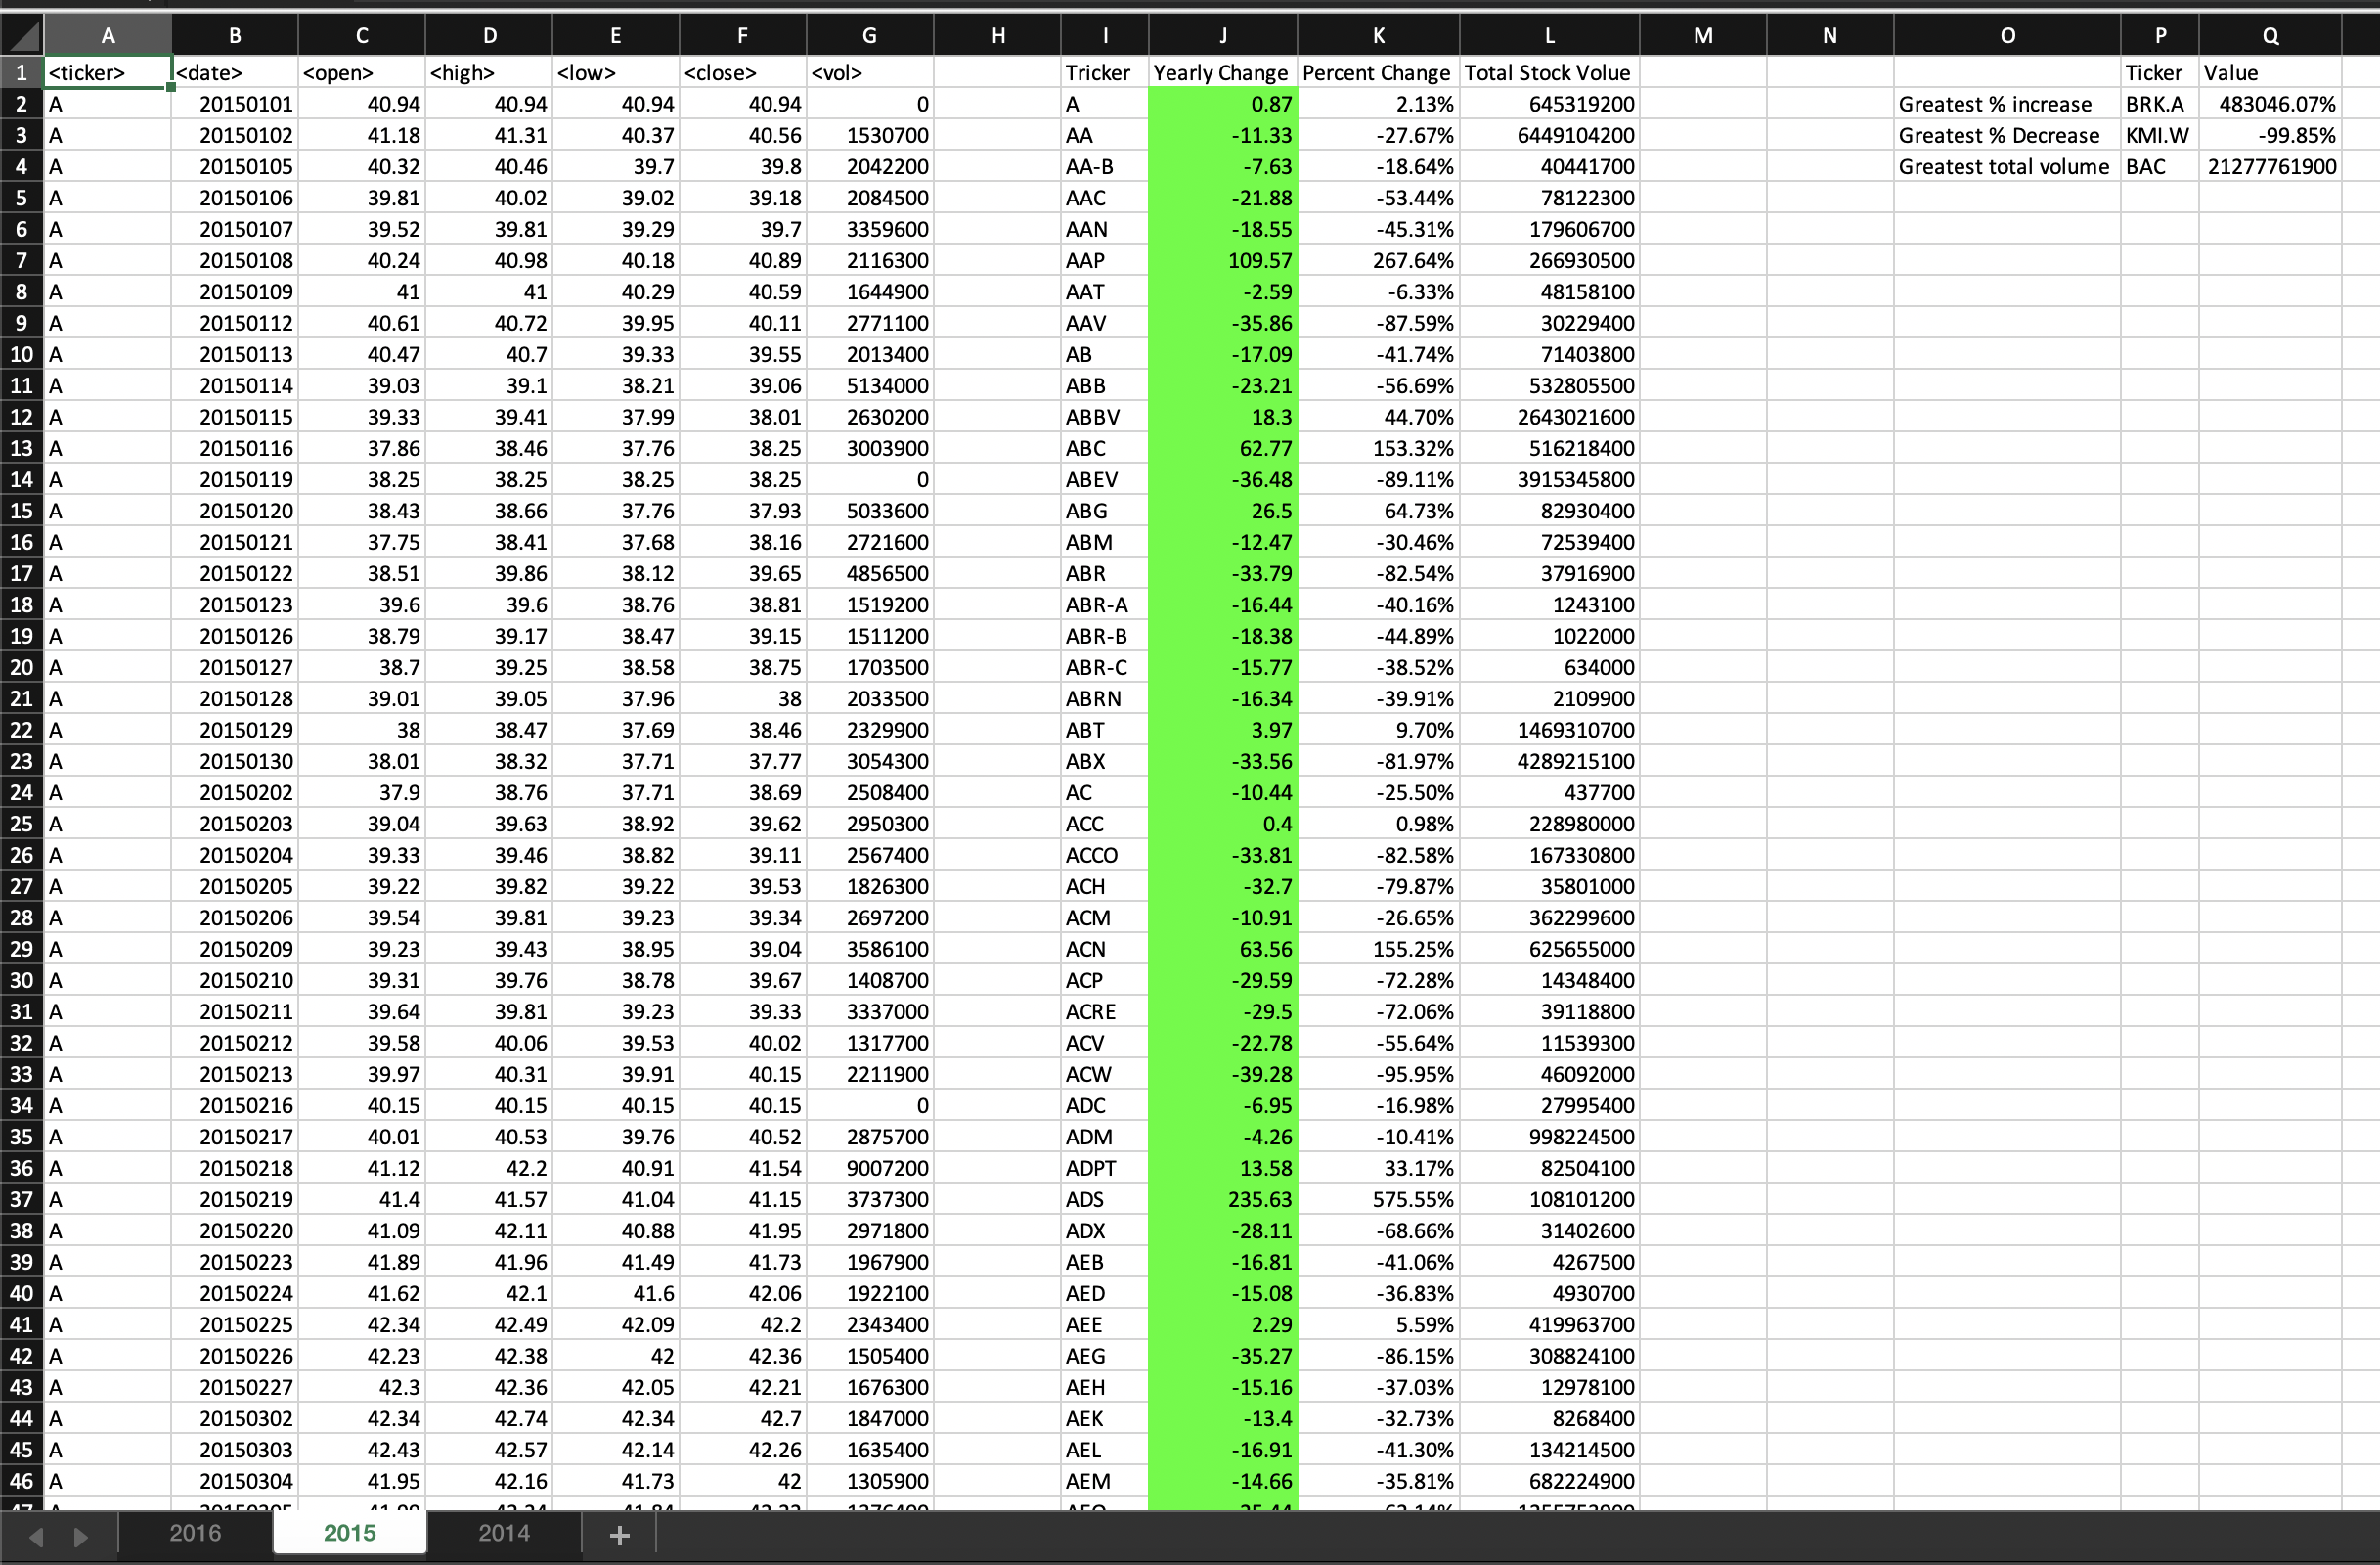 A B C D E F G H I J K L M N O P Q
1 <ticker> <date> <open> <high> <low> <close> <vol> Tricker Yearly Change Percent Change Total Stock Volue Ticker Value
2 A 20150101 40.94 40.94 40.94 40.94 0 A 0.87 2.13% 645319200 Greatest % increase BRK.A 483046.07%
3 A 20150102 41.18 41.31 40.37 40.56 1530700 AA -11.33 -27.67% 6449104200 Greatest % Decrease KMI.W -99.85%
4 A 20150105 40.32 40.46 39.7 39.8 2042200 AA-B -7.63 -18.64% 40441700 Greatest total volume BAC 21277761900
5 A 20150106 39.81 40.02 39.02 39.18 2084500 AAC -21.88 -53.44% 78122300
6 A 20150107 39.52 39.81 39.29 39.7 3359600 AAN -18.55 -45.31% 179606700
7 A 20150108 40.24 40.98 40.18 40.89 2116300 AAP 109.57 267.64% 266930500
8 A 20150109 41 41 40.29 40.59 1644900 AAT -2.59 -6.33% 48158100
9 A 20150112 40.61 40.72 39.95 40.11 2771100 AAV -35.86 -87.59% 30229400
10 A 20150113 40.47 40.7 39.33 39.55 2013400 AB -17.09 -41.74% 71403800
11 A 20150114 39.03 39.1 38.21 39.06 5134000 ABB -23.21 -56.69% 532805500
12 A 20150115 39.33 39.41 37.99 38.01 2630200 ABBV 18.3 44.70% 2643021600
13 A 20150116 37.86 38.46 37.76 38.25 3003900 ABC 62.77 153.32% 516218400
14 A 20150119 38.25 38.25 38.25 38.25 0 ABEV -36.48 -89.11% 3915345800
15 A 20150120 38.43 38.66 37.76 37.93 5033600 ABG 26.5 64.73% 82930400
16 A 20150121 37.75 38.41 37.68 38.16 2721600 ABM -12.47 -30.46% 72539400
17 A 20150122 38.51 39.86 38.12 39.65 4856500 ABR -33.79 -82.54% 37916900
18 A 20150123 39.6 39.6 38.76 38.81 1519200 ABR-A -16.44 -40.16% 1243100
19 A 20150126 38.79 39.17 38.47 39.15 1511200 ABR-B -18.38 -44.89% 1022000
20 A 20150127 38.7 39.25 38.58 38.75 1703500 ABR-C -15.77 -38.52% 634000
21 A 20150128 39.01 39.05 37.96 38 2033500 ABRN -16.34 -39.91% 2109900
22 A 20150129 38 38.47 37.69 38.46 2329900 ABT 3.97 9.70% 1469310700
23 A 20150130 38.01 38.32 37.71 37.77 3054300 ABX -33.56 -81.97% 4289215100
24 A 20150202 37.9 38.76 37.71 38.69 2508400 AC -10.44 -25.50% 437700
25 A 20150203 39.04 39.63 38.92 39.62 2950300 ACC 0.4 0.98% 228980000
26 A 20150204 39.33 39.46 38.82 39.11 2567400 ACCO -33.81 -82.58% 167330800
27 A 20150205 39.22 39.82 39.22 39.53 1826300 ACH -32.7 -79.87% 35801000
28 A 20150206 39.54 39.81 39.23 39.34 2697200 ACM -10.91 -26.65% 362299600
29 A 20150209 39.23 39.43 38.95 39.04 3586100 ACN 63.56 155.25% 625655000
30 A 20150210 39.31 39.76 38.78 39.67 1408700 ACP -29.59 -72.28% 14348400
31 A 20150211 39.64 39.81 39.23 39.33 3337000 ACRE -29.5 -72.06% 39118800
32 A 20150212 39.58 40.06 39.53 40.02 1317700 ACV -22.78 -55.64% 11539300
33 A 20150213 39.97 40.31 39.91 40.15 2211900 ACW -39.28 -95.95% 46092000
34 A 20150216 40.15 40.15 40.15 40.15 0 ADC -6.95 -16.98% 27995400
35 A 20150217 40.01 40.53 39.76 40.52 2875700 ADM -4.26 -10.41% 998224500
36 A 20150218 41.12 42.2 40.91 41.54 9007200 ADPT 13.58 33.17% 82504100
37 A 20150219 41.4 41.57 41.04 41.15 3737300 ADS 235.63 575.55% 108101200
38 A 20150220 41.09 42.11 40.88 41.95 2971800 ADX -28.11 -68.66% 31402600
39 A 20150223 41.89 41.96 41.49 41.73 1967900 AEB -16.81 -41.06% 4267500
40 A 20150224 41.62 42.1 41.6 42.06 1922100 AED -15.08 -36.83% 4930700
41 A 20150225 42.34 42.49 42.09 42.2 2343400 AEE 2.29 5.59% 419963700
42 A 20150226 42.23 42.38 42 42.36 1505400 AEG -35.27 -86.15% 308824100
43 A 20150227 42.3 42.36 42.05 42.21 1676300 AEH -15.16 -37.03% 12978100
44 A 20150302 42.34 42.74 42.34 42.7 1847000 AEK -13.4 -32.73% 8268400
45 A 20150303 42.43 42.57 42.14 42.26 1635400 AEL -16.91 -41.30% 134214500
46 A 20150304 41.95 42.16 41.73 42 1305900 AEM -14.66 -35.81% 682224900
2016 2015 2014